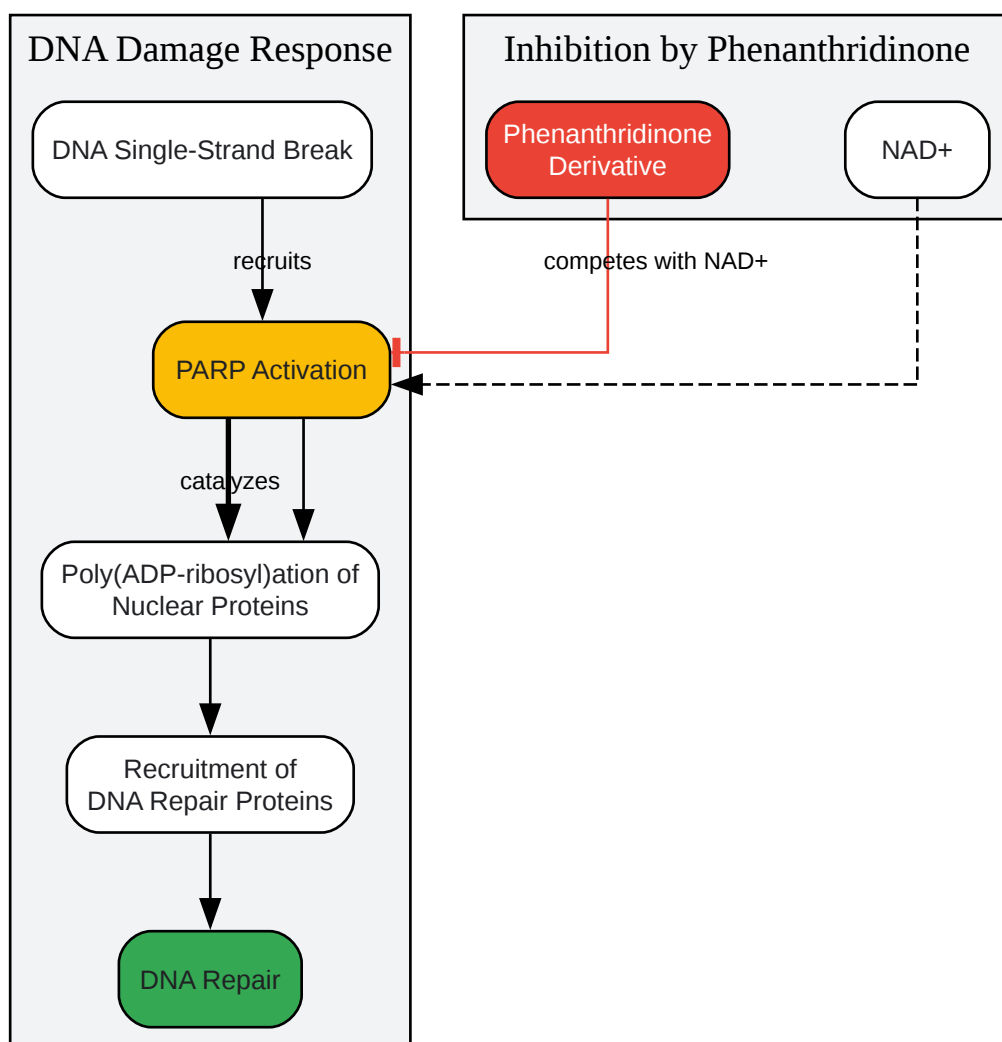 DNA Damage Response
DNA Single-Strand Break
recruits
PARP Activation
catalyzes
Poly(ADP-ribosyl)ation of
Nuclear Proteins
Recruitment of
DNA Repair Proteins
DNA Repair
Inhibition by Phenanthridinone
Phenanthridinone
Derivative
NAD+
competes with NAD+